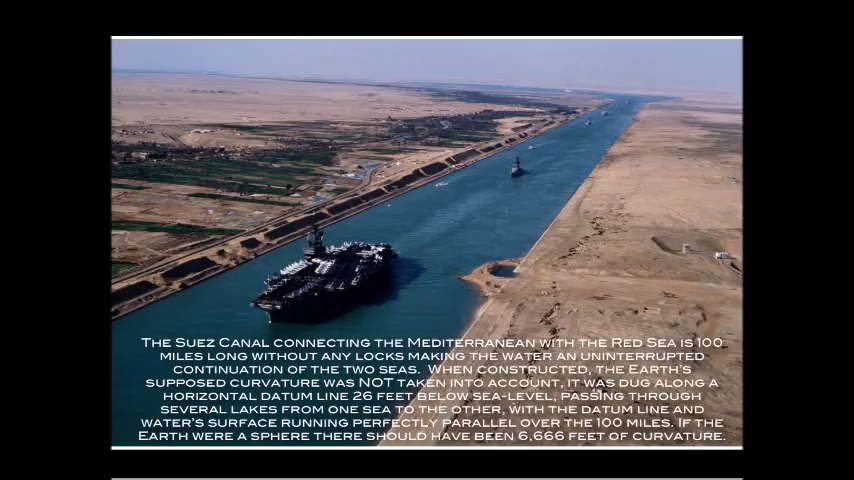 The Suez Canal connecting the Mediterranean with the Red Sea is 100
miles long without any locks making the water an uninterrupted
continuation of the two seas. When constructed, the Earth's
supposed curvature was NOT taken into account, it was dug along a
horizontal datum line 26 feet below sea-level, passing through
several lakes from one sea to the other, with the datum line and
water's surface running perfectly parallel over the 100 miles. If the
Earth were a sphere there should have been 6,666 feet of curvature.